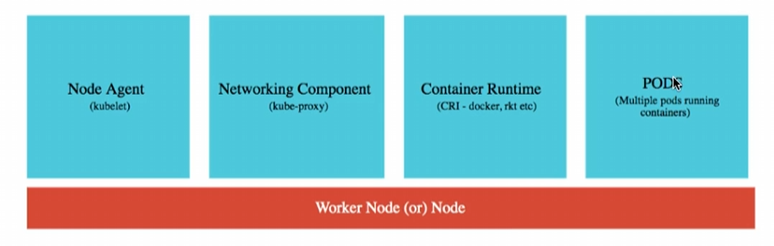 Node Agent
(kubelet)
Networking Component
(kube-proxy)
Container Runtime
(CRI - docker, rkt etc)
PODS
(Multiple pods running
containers)
Worker Node (or) Node